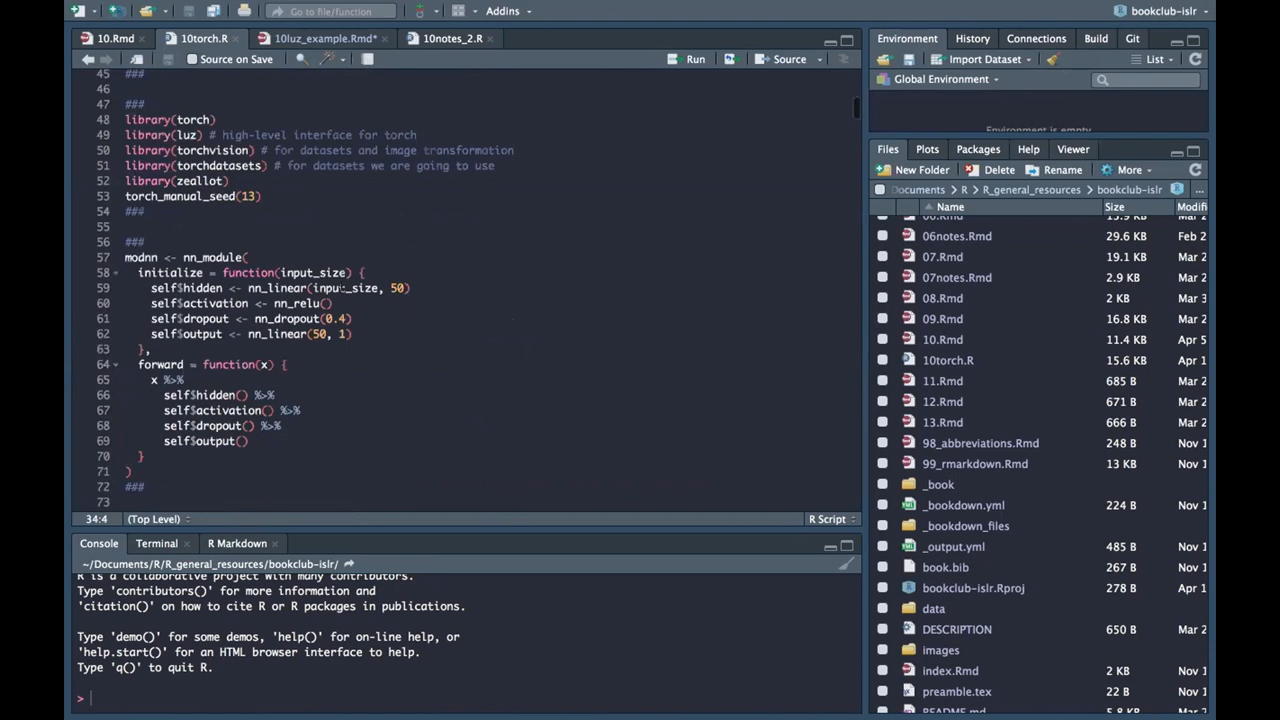 Go to file/function
Addins
bookclub-islr
10.Rmd
10torch.R
10luz_example.Rmd*
10notes_2.R
Source on Save
Run
Source
45 ###
46
47 ###
48 library(torch)
49 library(luz) # high-level interface for torch
50 library(torchvision) # for datasets and image transformation
51 library(torchdatasets) # for datasets we are going to use
52 library(zeallot)
53 torch_manual_seed(13)
54 ###
55
56 ###
57 modnn <- nn_module(
58 initialize = function(input_size) {
59 self$hidden <- nn_linear(input_size, 50)
60 self$activation <- nn_relu()
61 self$dropout <- nn_dropout(0.4)
62 self$output <- nn_linear(50, 1)
63 },
64 forward = function(x) {
65 x %>%
66 self$hidden() %>%
67 self$activation() %>%
68 self$dropout() %>%
69 self$output()
70 }
71 )
72 ###
73
34:4 (Top Level) R Script
Console Terminal R Markdown
~/Documents/R/R_general_resources/bookclub-islr/
R is a collaborative project with many contributors.
Type 'contributors()' for more information and
'citation()' on how to cite R or R packages in publications.
Type 'demo()' for some demos, 'help()' for on-line help, or
'help.start()' for an HTML browser interface to help.
Type 'q()' to quit R.
>
Environment History Connections Build Git
Import Dataset List
Global Environment
Environment is empty
Files Plots Packages Help Viewer
New Folder Delete Rename More
Documents R R_general_resources bookclub-islr ...
Name Size Modifi
06.Rmd 15.9 KB Mar 2
06notes.Rmd 29.6 KB Feb 2
07.Rmd 19.1 KB Mar 2
07notes.Rmd 19.3 KB Mar 2
08.Rmd 2 KB Mar 3
09.Rmd 16.8 KB Mar 2
10.Rmd 11.4 KB Apr 5
10torch.R 15.6 KB Apr 1
11.Rmd 685 B Mar 2
12.Rmd 671 B Mar 2
13.Rmd 666 B Mar 2
98_abbreviations.Rmd 248 B Nov 1
99_rmarkdown.Rmd 13 KB Nov 1
_book
_bookdown.yml 224 B Nov 1
_bookdown_files
_output.yml 485 B Nov 1
book.bib 267 B Nov 1
bookclub-islr.Rproj 278 B Apr 1
data
DESCRIPTION 650 B Mar 2
images
index.Rmd 2 KB Nov 1
preamble.tex 22 B Nov 1
README.md 5.8 KB Nov 1